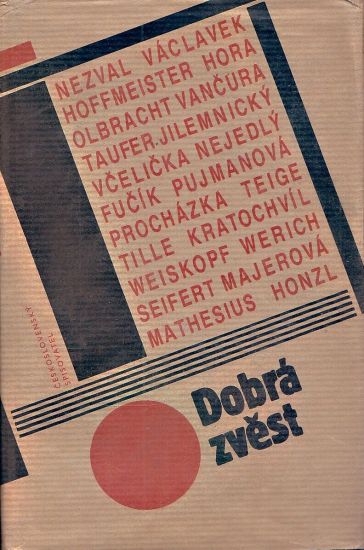 NEZVAL VÁCLAVEK
HOFFMEISTER HORA
OLBRACHT VANČURA
TAUFER.JILEMNICKÝ
VČELIČKA NEJEDLÝ
FUČÍK PUJMANOVÁ
PROCHÁZKA TEIGE
TILLE KRATOCHVÍL
WEISKOPF WERICH
SEIFERT MAJEROVÁ
MATHESIUS HONZL
ČESKOSLOVENSKÝ
SPISOVATEL
Dobrá
zvěst